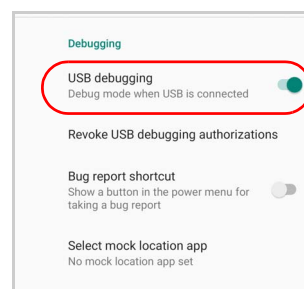 Debugging
USB debugging
Debug mode when USB is connected
Revoke USB debugging authorizations
Bug report shortcut
Show a button in the power menu for
taking a bug report
Select mock location app
No mock location app set